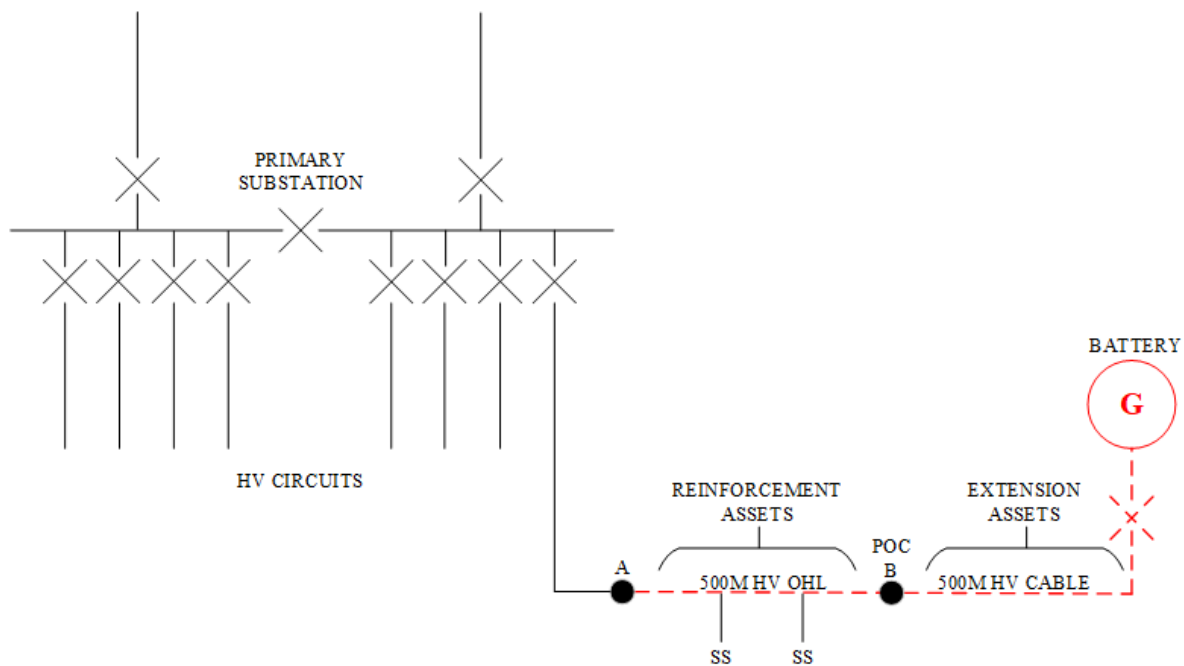 PRIMARY
SUBSTATION
HV CIRCUITS
BATTERY
G
REINFORCEMENT
ASSETS
EXTENSION
ASSETS
POC
A
B
500M HV OHL
500M HV CABLE
SS
SS